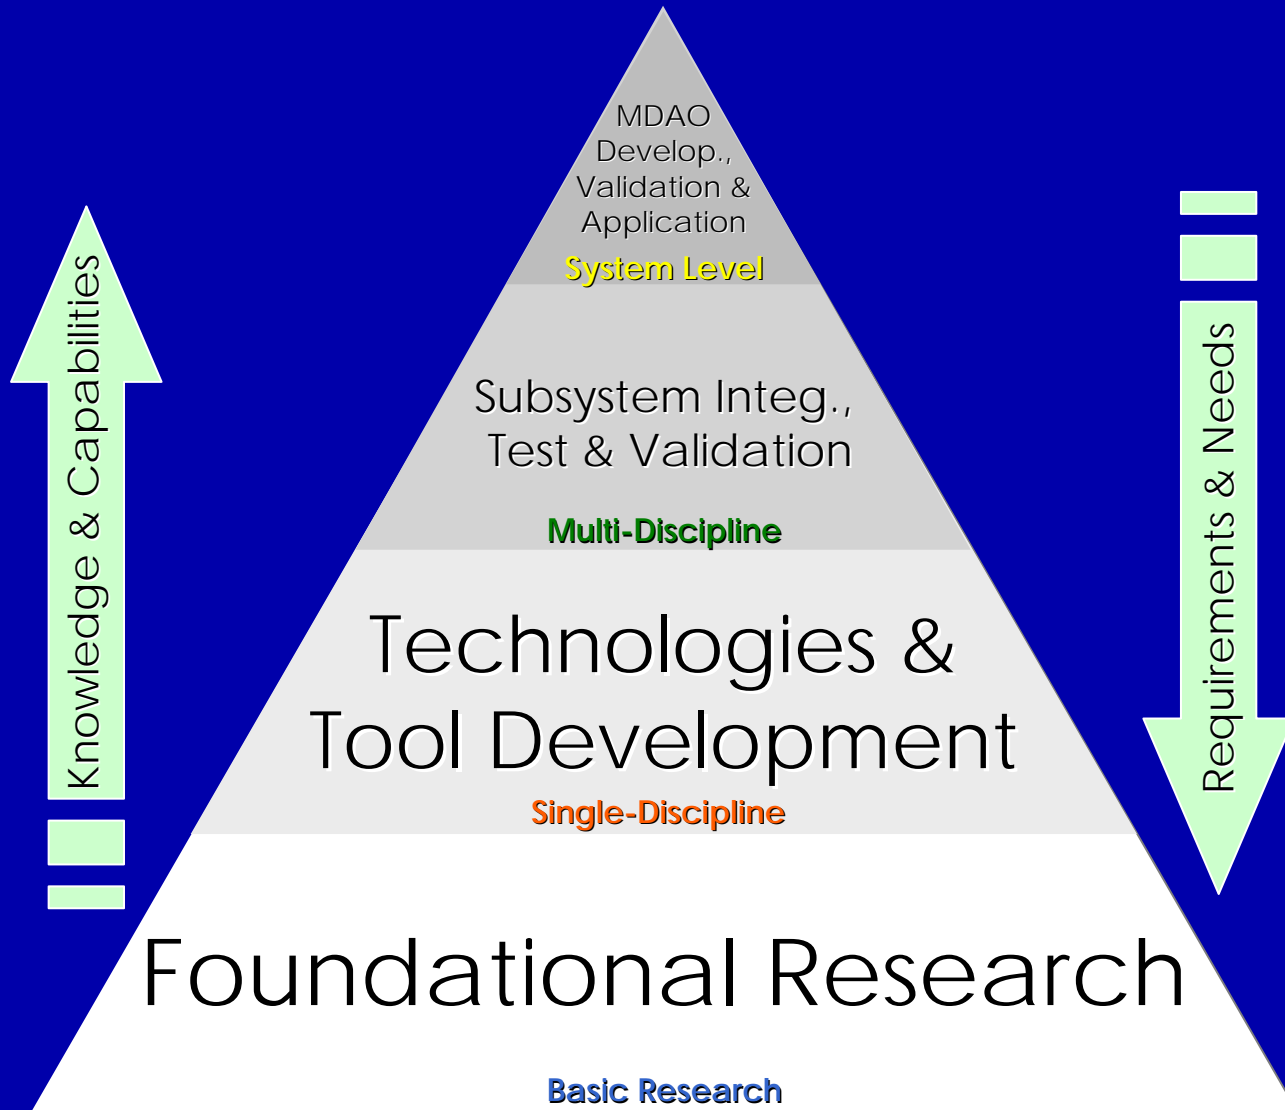 MDAO
Develop.,
Validation &
Application
System Level
Knowledge & Capabilities
Requirements & Needs
Subsystem Integ.,
Test & Validation
Multi-Discipline
Technologies &
Tool Development
Single-Discipline
Foundational Research
Basic Research